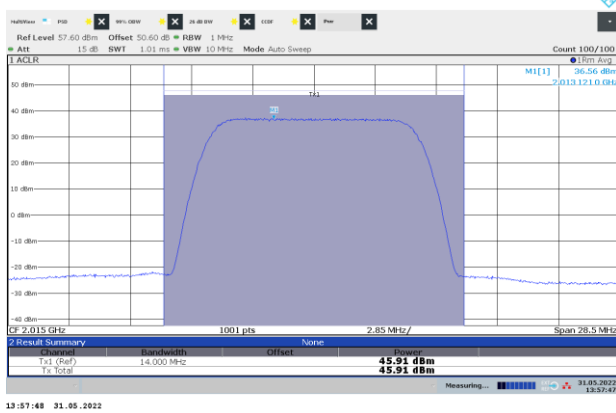 MultiView PSD 99% OBW 26 dB BW CCDF Pwr
Ref Level 57.60 dBm Offset 50.60 dB RBW 1 MHz
Att 15 dB SWT 1.01 ms VBW 10 MHz Mode Auto Sweep Count 100/100
1 ACLR 1Rm Avg
M1[1] 36.56 dBm
2.0131210 GHz
50 dBm
Tx1
40 dBm
M1
30 dBm
20 dBm
10 dBm
0 dBm
-10 dBm
-20 dBm
-30 dBm
-40 dBm
CF 2.015 GHz 1001 pts 2.85 MHz/ Span 28.5 MHz
2 Result Summary None
Channel Bandwidth Offset Power
Tx1 (Ref) 14.000 MHz 45.91 dBm
Tx Total 45.91 dBm
Measuring... 31.05.2022
13:57:47
13:57:48 31.05.2022